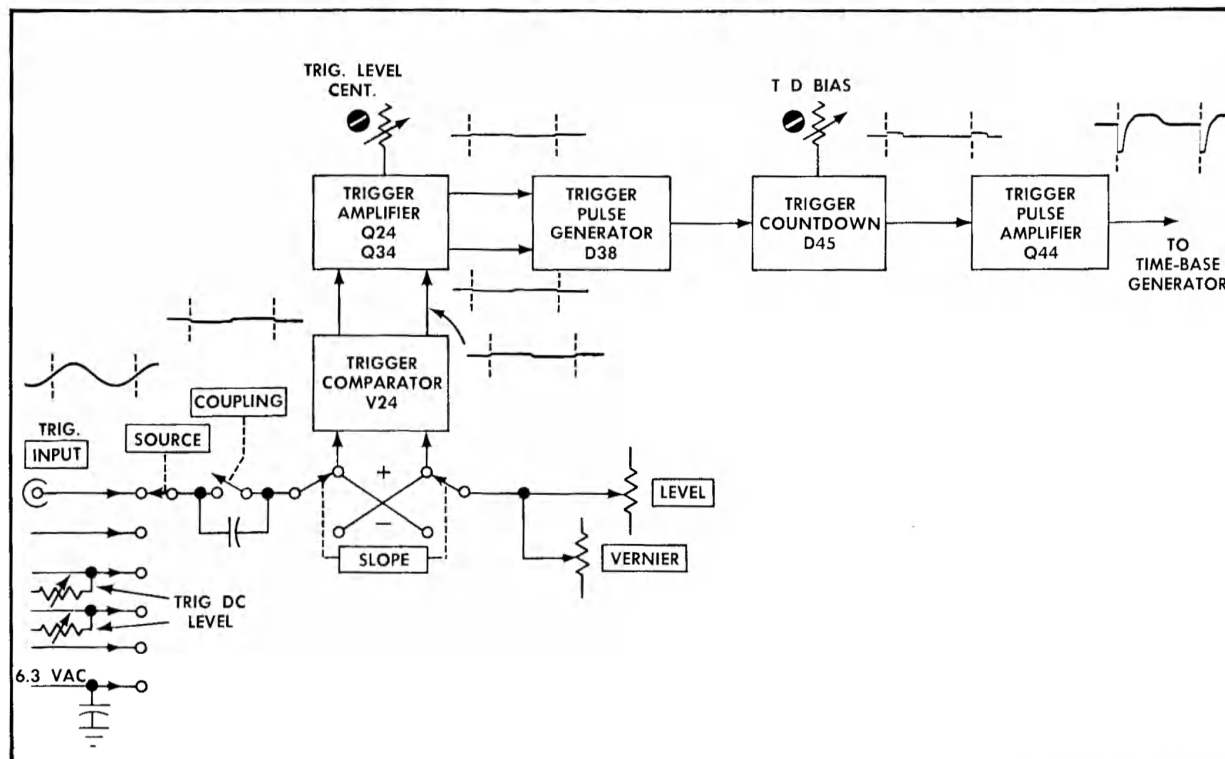 TRIG. LEVEL
CENT.
T D BIAS
TRIGGER
AMPLIFIER
Q24
Q34
TRIGGER
PULSE
GENERATOR
D38
TRIGGER
COUNTDOWN
D45
TRIGGER
PULSE
AMPLIFIER
Q44
TO
TIME-BASE
GENERATOR
TRIGGER
COMPARATOR
V24
COUPLING
TRIG.
INPUT
SOURCE
+
−
SLOPE
LEVEL
VERNIER
TRIG DC
LEVEL
6.3 VAC